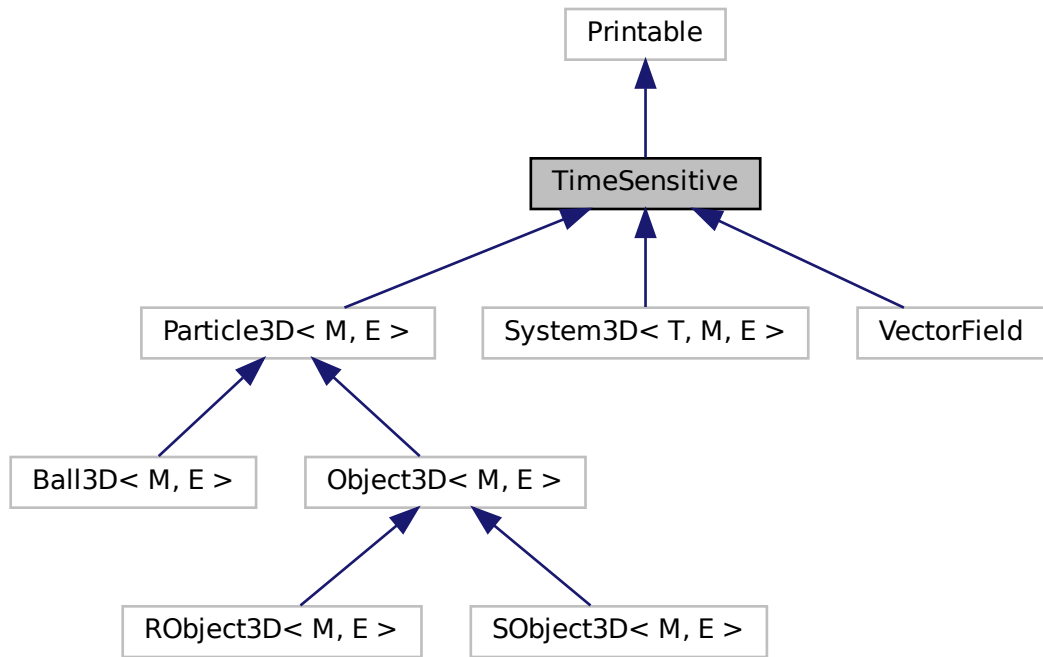 Printable
TimeSensitive
Particle3D< M, E >
System3D< T, M, E >
VectorField
Ball3D< M, E >
Object3D< M, E >
RObject3D< M, E >
SObject3D< M, E >